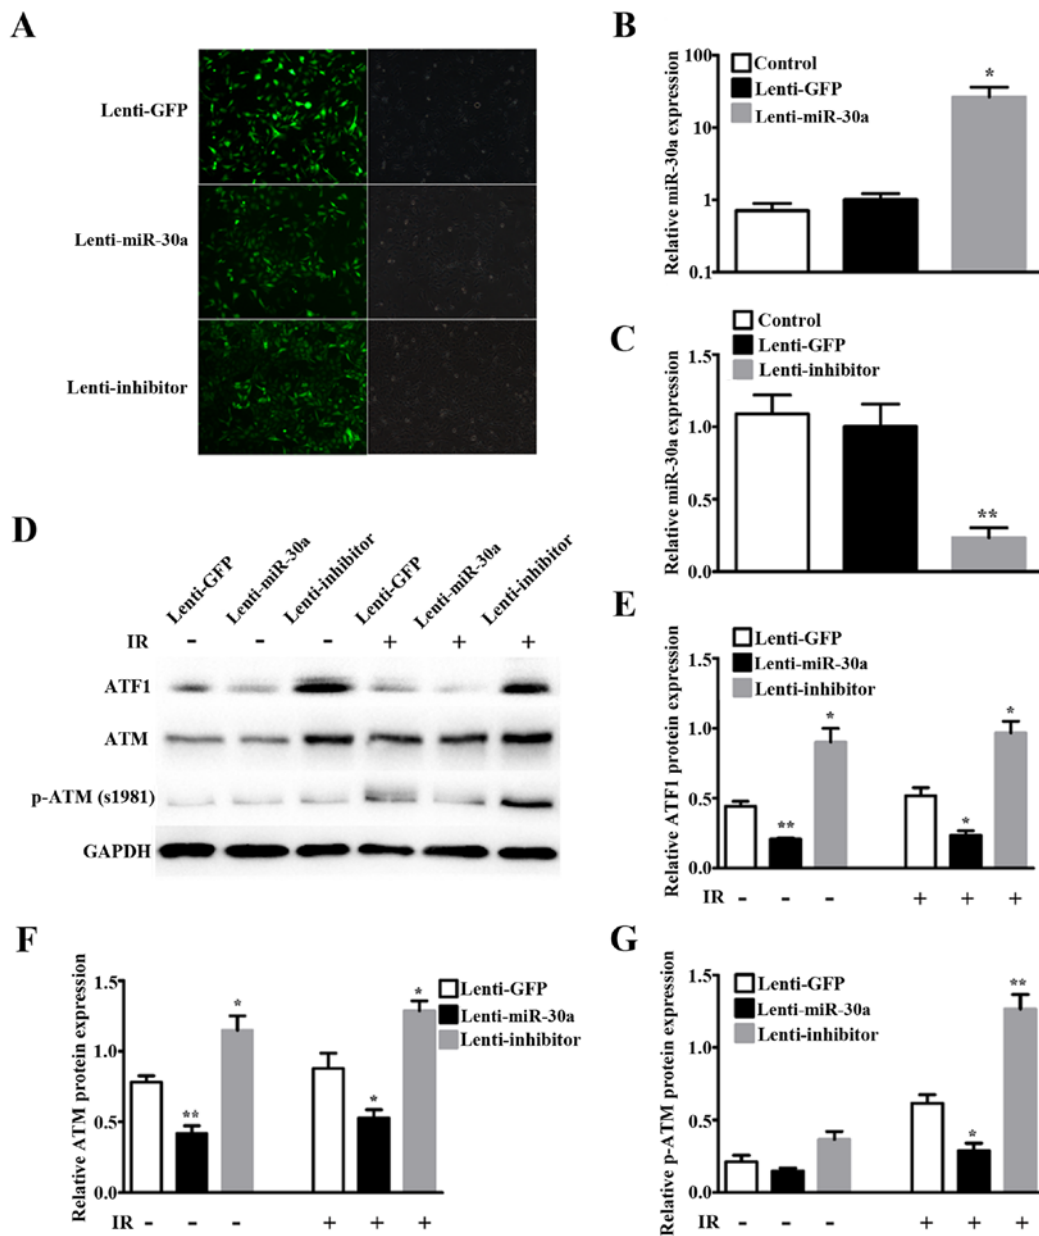 A
Lenti-GFP
Lenti-miR-30a
Lenti-inhibitor
B
Relative miR-30a expression
100
10
1
0.1
Control
Lenti-GFP
Lenti-miR-30a
*
C
Relative miR-30a expression
1.5
1.0
0.5
0.0
Control
Lenti-GFP
Lenti-inhibitor
**
D
Lenti-GFP Lenti-miR-30a Lenti-inhibitor Lenti-GFP Lenti-miR-30a Lenti-inhibitor
IR - - - + + +
ATF1
ATM
p-ATM (s1981)
GAPDH
E
Relative ATF1 protein expression
1.5
1.0
0.5
0.0
Lenti-GFP
Lenti-miR-30a
Lenti-inhibitor
** * * *
IR - - - + + +
F
Relative ATM protein expression
1.5
1.0
0.5
0.0
** * * *
Lenti-GFP
Lenti-miR-30a
Lenti-inhibitor
IR - - - + + +
G
Relative p-ATM protein expression
1.5
1.0
0.5
0.0
Lenti-GFP
Lenti-miR-30a
Lenti-inhibitor
* **
IR - - - + + +